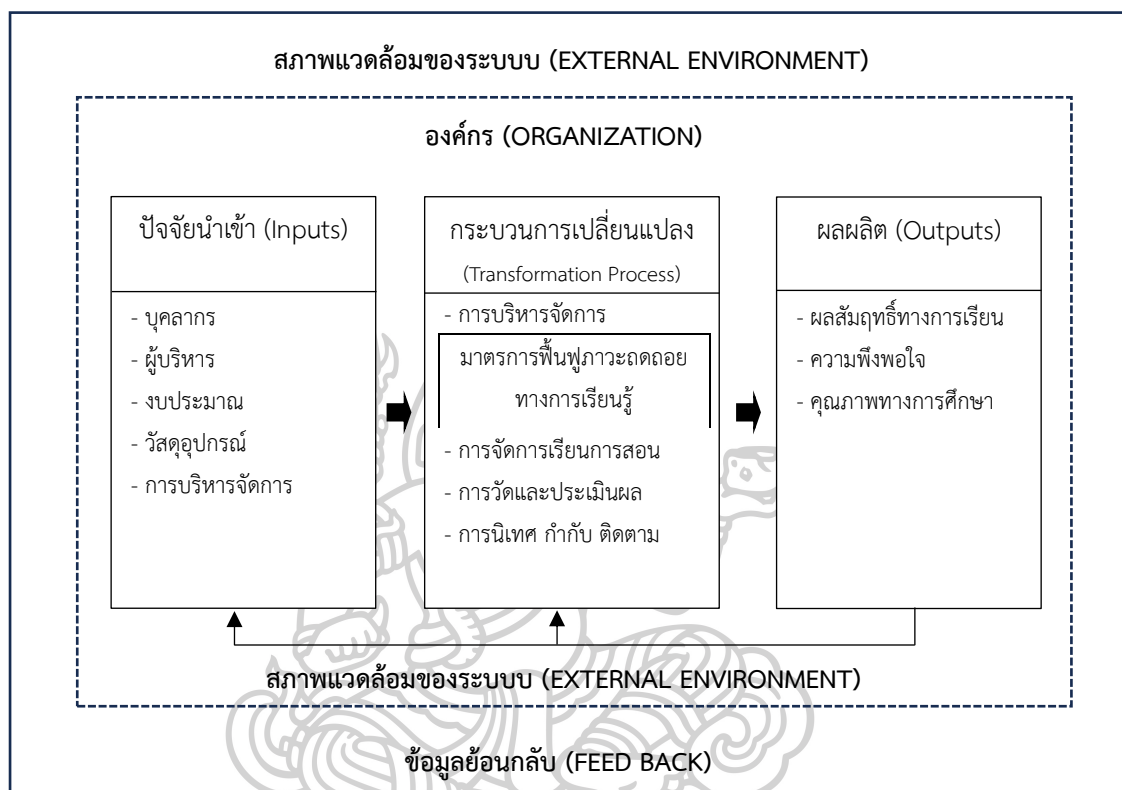 สภาพแวดล้อมของระบบบ (EXTERNAL ENVIRONMENT)
องค์กร (ORGANIZATION)
ปัจจัยนำเข้า (Inputs)
- บุคลากร
- ผู้บริหาร
- งบประมาณ
- วัสดุอุปกรณ์
- การบริหารจัดการ
กระบวนการเปลี่ยนแปลง
(Transformation Process)
- การบริหารจัดการ
มาตรการฟื้นฟูภาวะถดถอย
ทางการเรียนรู้
- การจัดการเรียนการสอน
- การวัดและประเมินผล
- การนิเทศ กำกับ ติดตาม
ผลผลิต (Outputs)
- ผลสัมฤทธิ์ทางการเรียน
- ความพึงพอใจ
- คุณภาพทางการศึกษา
สภาพแวดล้อมของระบบบ (EXTERNAL ENVIRONMENT)
ข้อมูลย้อนกลับ (FEED BACK)